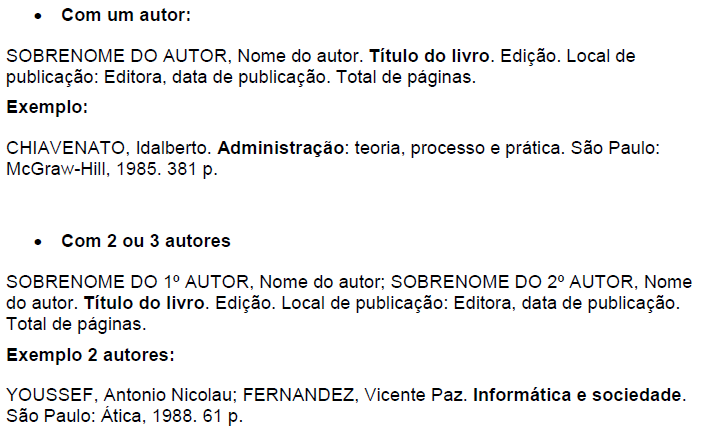 • Com um autor:
SOBRENOME DO AUTOR, Nome do autor. Título do livro. Edição. Local de
publicação: Editora, data de publicação. Total de páginas.
Exemplo:
CHIAVENATO, Idalberto. Administração: teoria, processo e prática. São Paulo:
McGraw-Hill, 1985. 381 p.
• Com 2 ou 3 autores
SOBRENOME DO 1º AUTOR, Nome do autor; SOBRENOME DO 2º AUTOR, Nome
do autor. Título do livro. Edição. Local de publicação: Editora, data de publicação.
Total de páginas.
Exemplo 2 autores:
YOUSSEF, Antonio Nicolau; FERNANDEZ, Vicente Paz. Informática e sociedade.
São Paulo: Ática, 1988. 61 p.